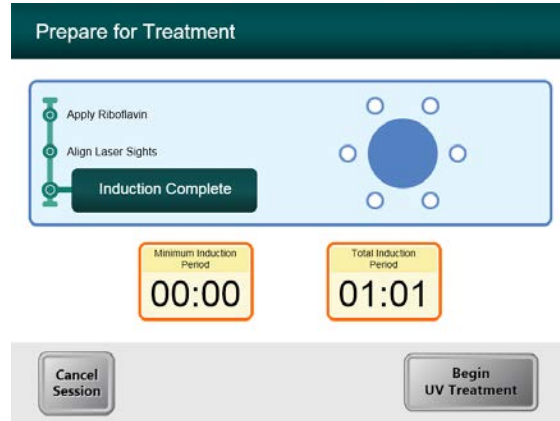 Prepare for Treatment
Apply Riboflavin
Align Laser Sights
Induction Complete
Minimum Induction
Period
00:00
Total Induction
Period
01:01
Cancel
Session
Begin
UV Treatment